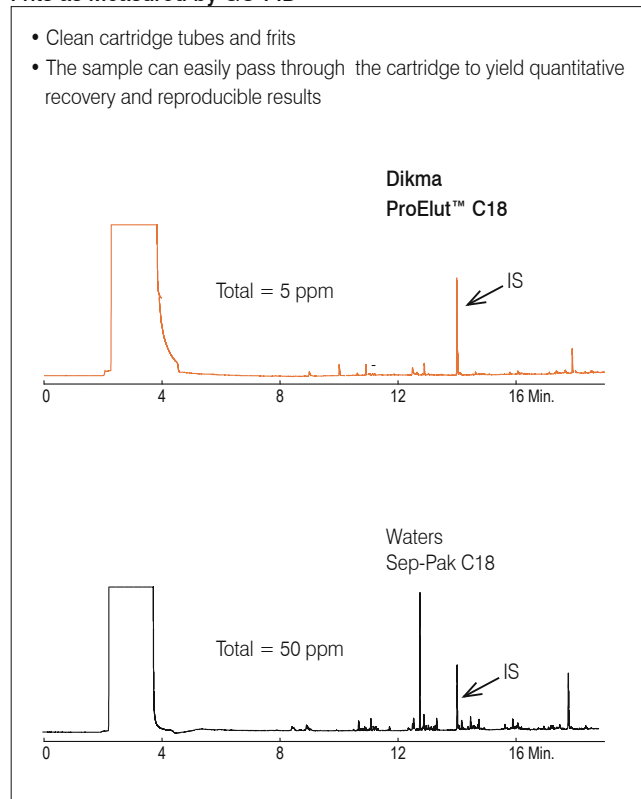 • Clean cartridge tubes and frits
• The sample can easily pass through the cartridge to yield quantitative
recovery and reproducible results
Dikma
ProElut™ C18
Total = 5 ppm
IS
0 4 8 12 16 Min.
Waters
Sep-Pak C18
Total = 50 ppm
IS
0 4 8 12 16 Min.